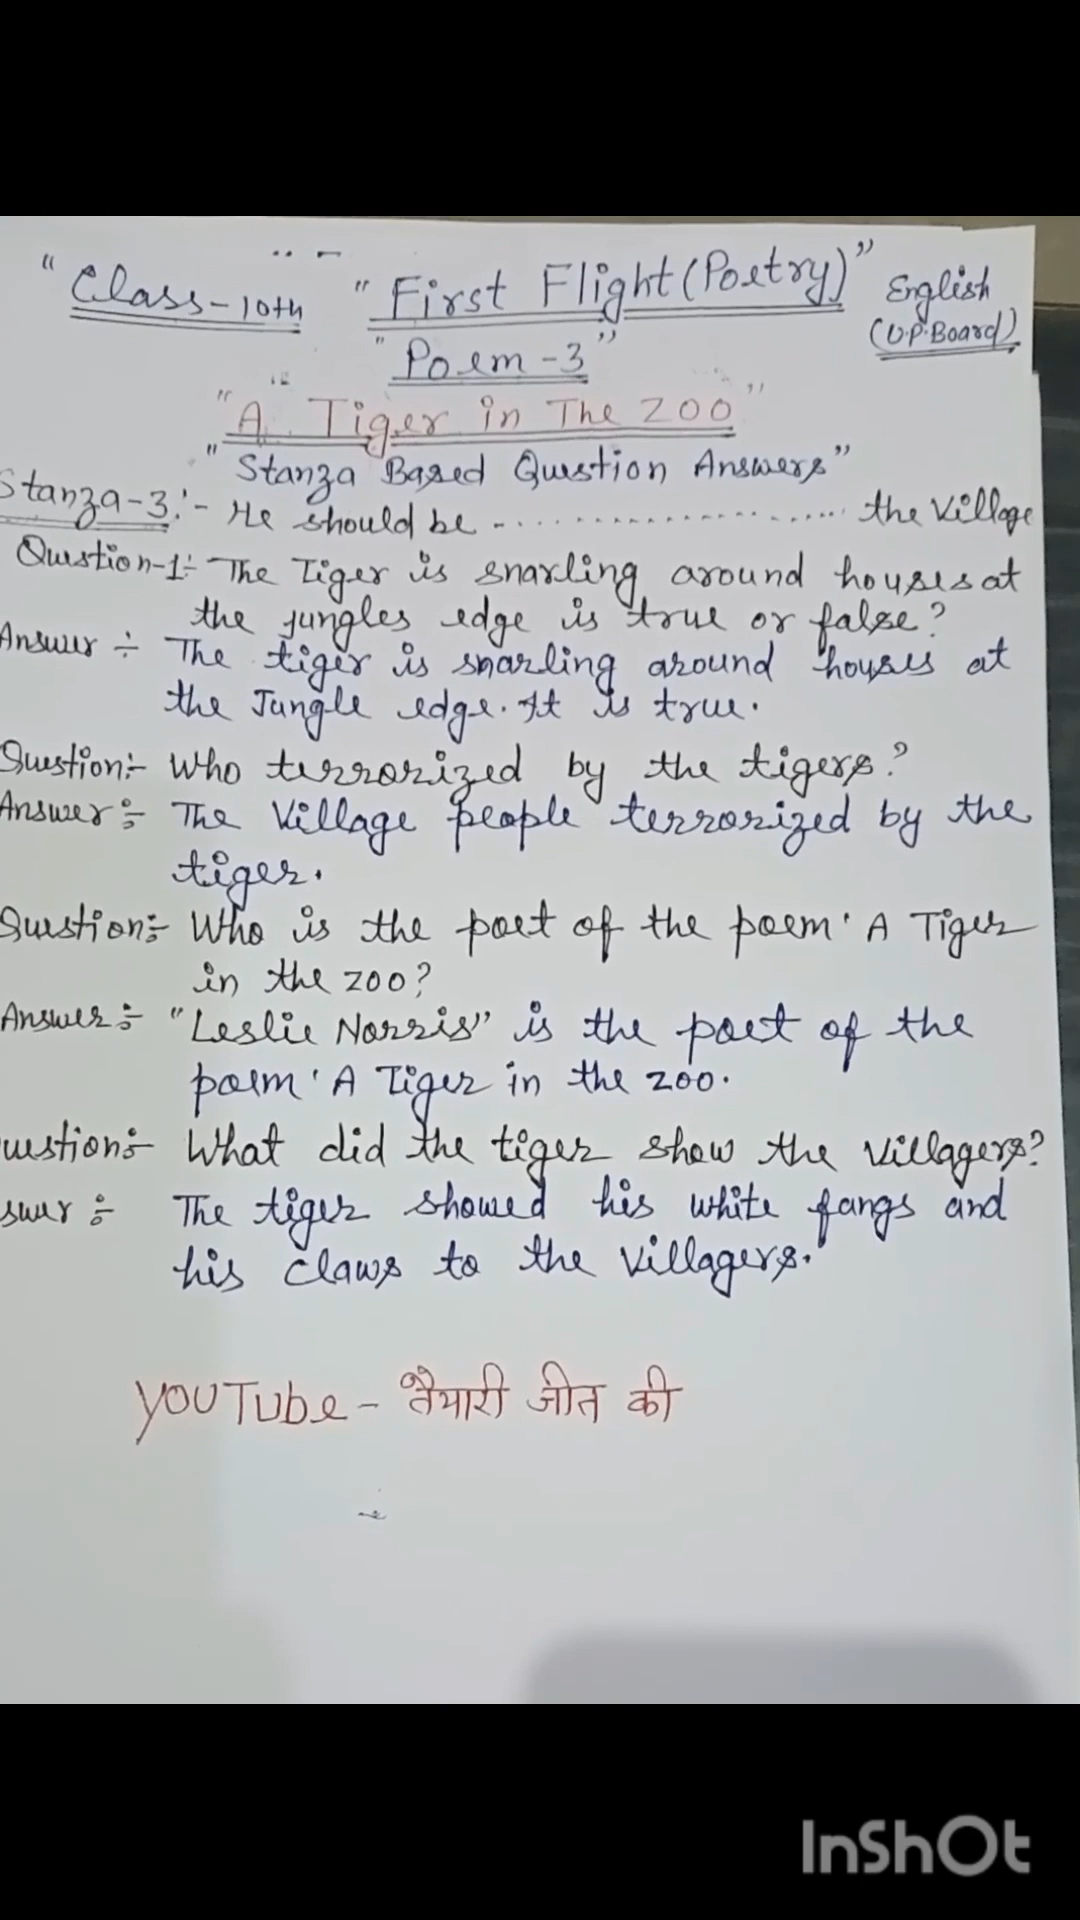 "Class-10th "First Flight (Poetry)" English
(U.P. Board)
"Poem-3"
"A Tiger in The Zoo"
"Stanza Based Question Answers"
Stanza-3:- He should be ..................... the Village
Question-1:- The Tiger is snarling around houses at
the jungles edge is true or false?
Answer ÷ The tiger is snarling around houses at
the Jungle edge. It is true.
Question:- Who terrorized by the tigers?
Answer:- The Village people terrorized by the
tiger.
Question:- Who is the poet of the poem 'A Tiger
in the zoo?
Answer:- "Leslie Norris" is the poet of the
poem 'A Tiger in the zoo.
uestion:- What did the tiger show the villagers?
swer :- The tiger showed his white fangs and
his claws to the villagers.
YOUTube - तैयारी जीत की
InShOt